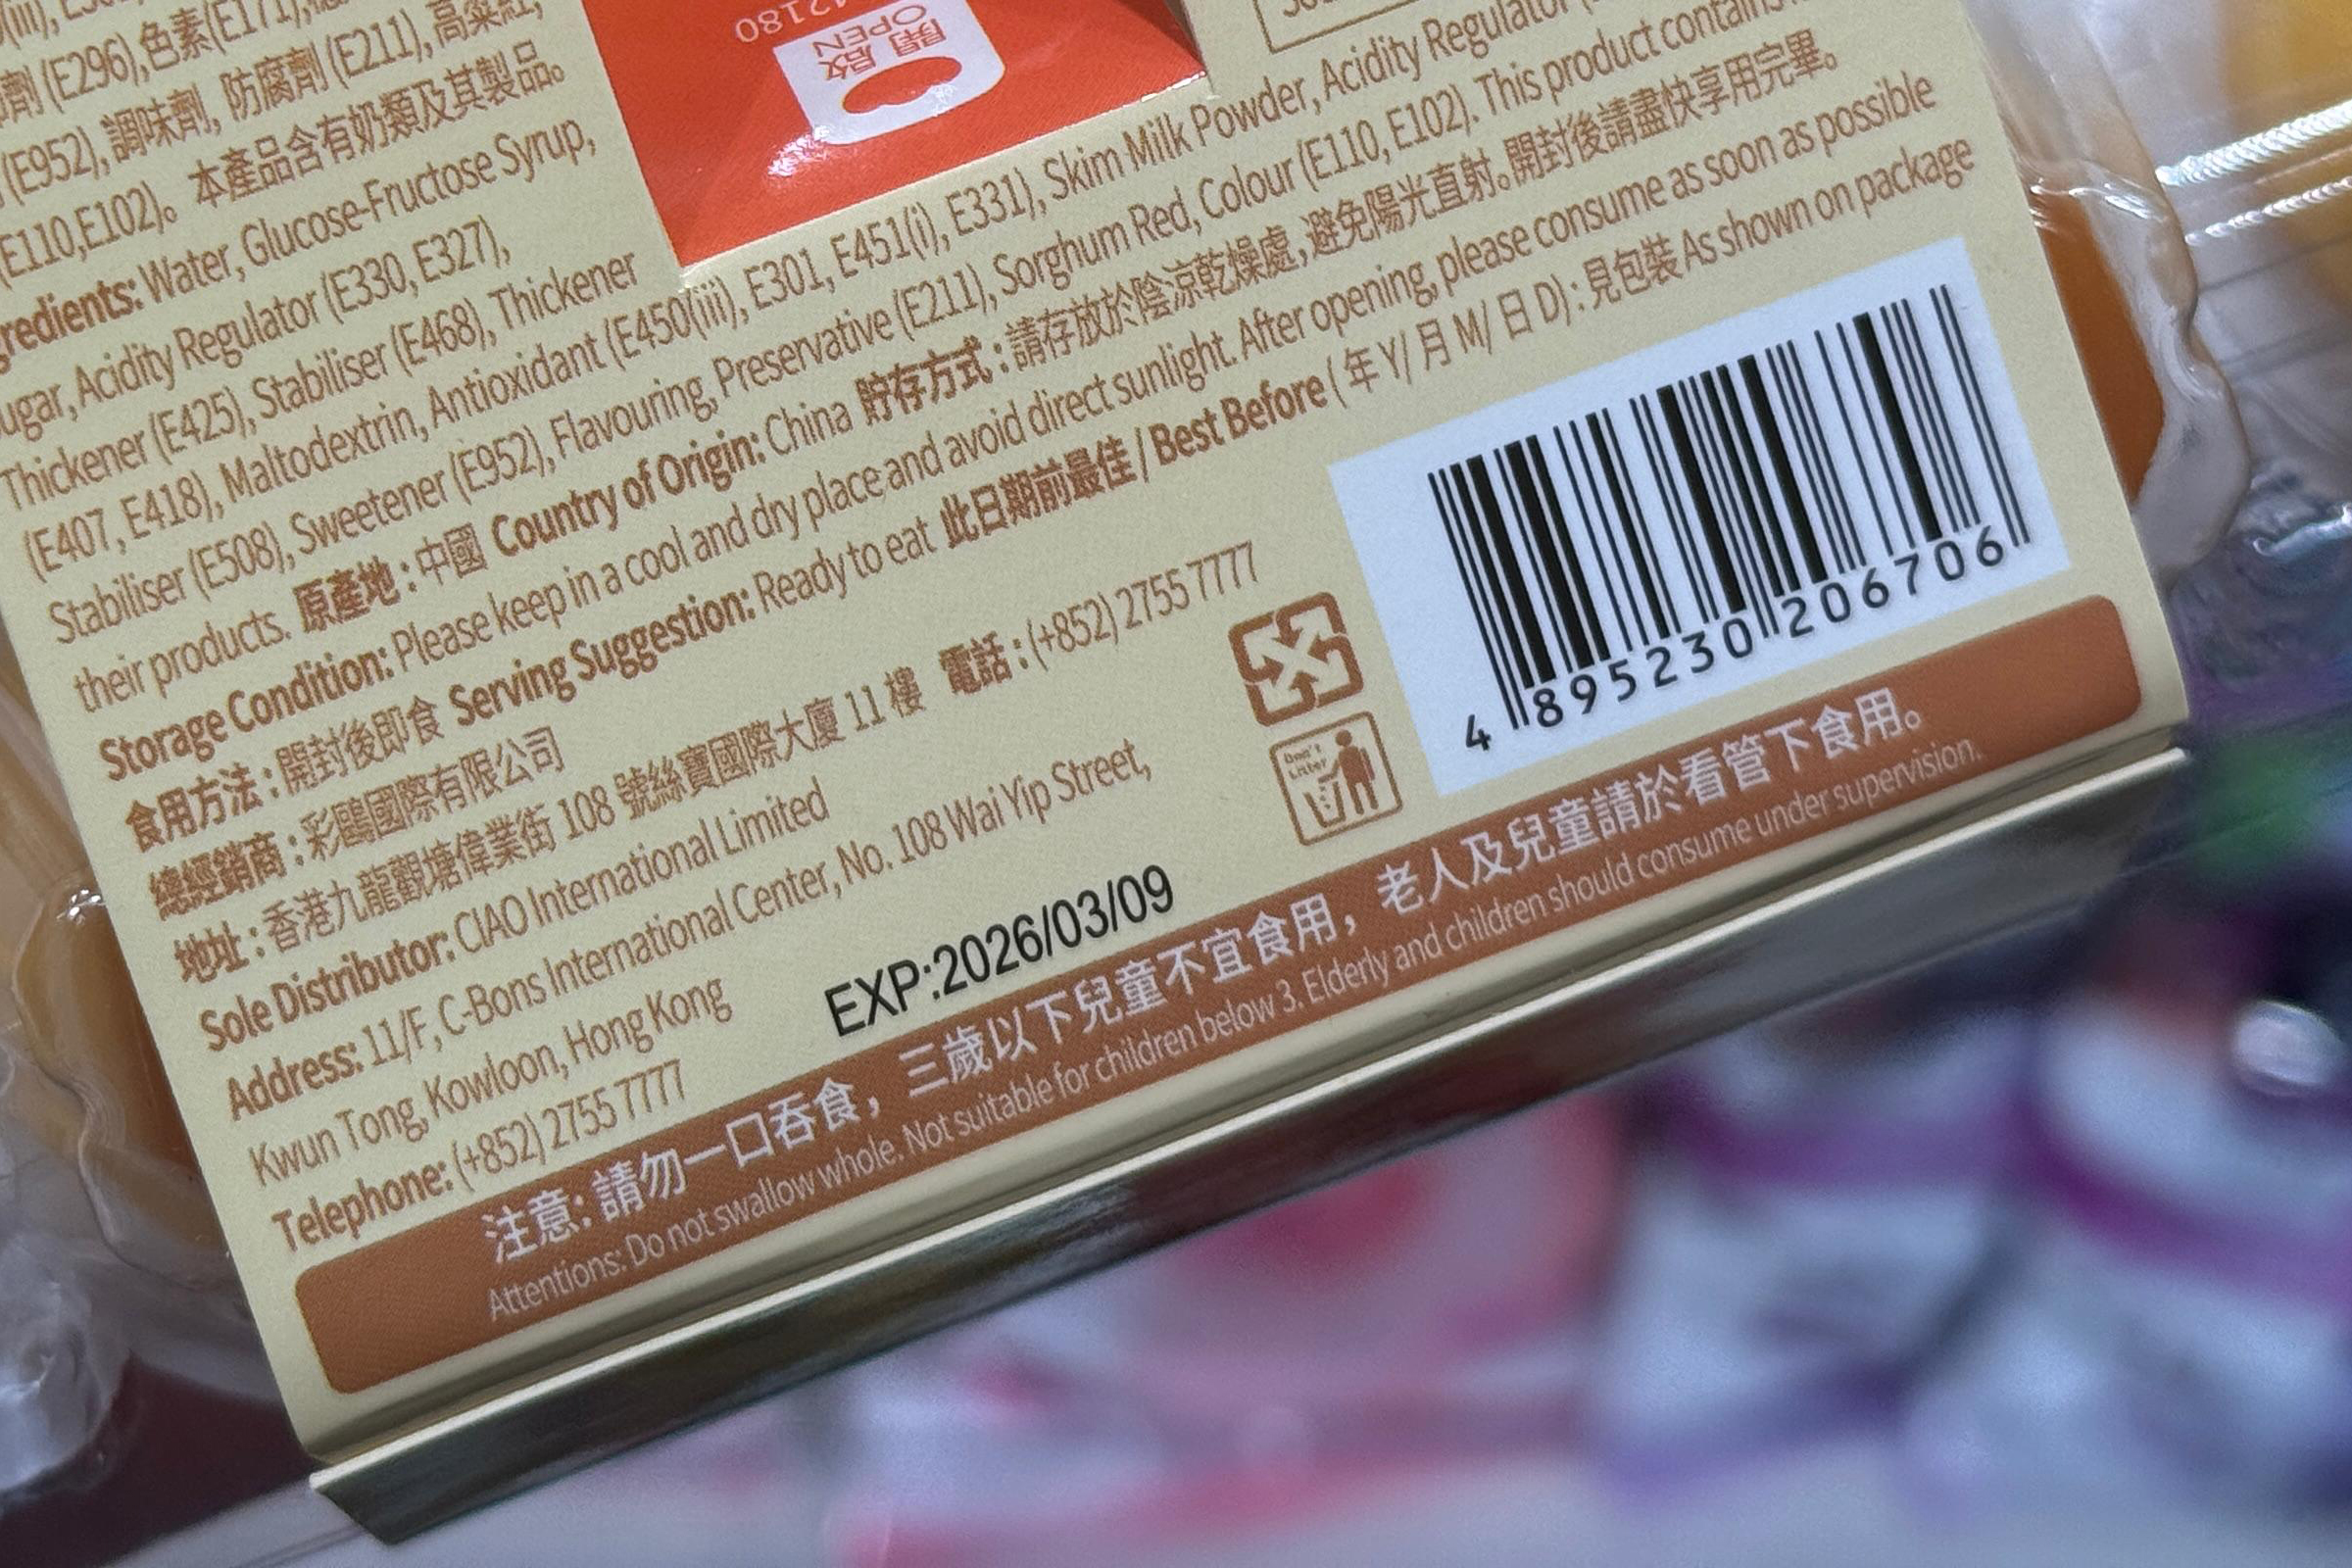 劑 (E296), 色素(E171),
(E952), 調味劑, 防腐劑 (E211), 高粱紅,
(E110,E102)。 本產品含有奶類及其製品。
Ingredients: Water, Glucose-Fructose Syrup,
Sugar, Acidity Regulator (E330, E327),
Thickener (E425), Stabiliser (E468), Thickener
(E407, E418), Maltodextrin, Antioxidant (E450(iii), E301, E451(i), E331), Skim Milk Powder, Acidity Regulator
Stabiliser (E508), Sweetener (E952), Flavouring, Preservative (E211), Sorghum Red, Colour (E110, E102). This product contains
their products. 原產地 : 中國 Country of Origin: China 貯存方式 : 請存放於陰涼乾燥處, 避免陽光直射。開封後請盡快享用完畢。
Storage Condition: Please keep in a cool and dry place and avoid direct sunlight. After opening, please consume as soon as possible
食用方法 : 開封後即食 Serving Suggestion: Ready to eat 此日期前最佳 / Best Before ( 年 Y/ 月 M/ 日 D) : 見包裝 As shown on package
總經銷商 : 彩鷗國際有限公司
地址 : 香港九龍觀塘偉業街 108 號絲寶國際大廈 11 樓 電話 : (+852) 2755 7777
Sole Distributor: CIAO International Limited
Address: 11/F, C-Bons International Center, No. 108 Wai Yip Street,
Kwun Tong, Kowloon, Hong Kong
Telephone: (+852) 2755 7777
EXP:2026/03/09
注意: 請勿一口吞食, 三歲以下兒童不宜食用, 老人及兒童請於看管下食用。
Attentions: Do not swallow whole. Not suitable for children below 3. Elderly and children should consume under supervision.
開啟
OPEN
42180
Don't
Litter
4 895230 206706